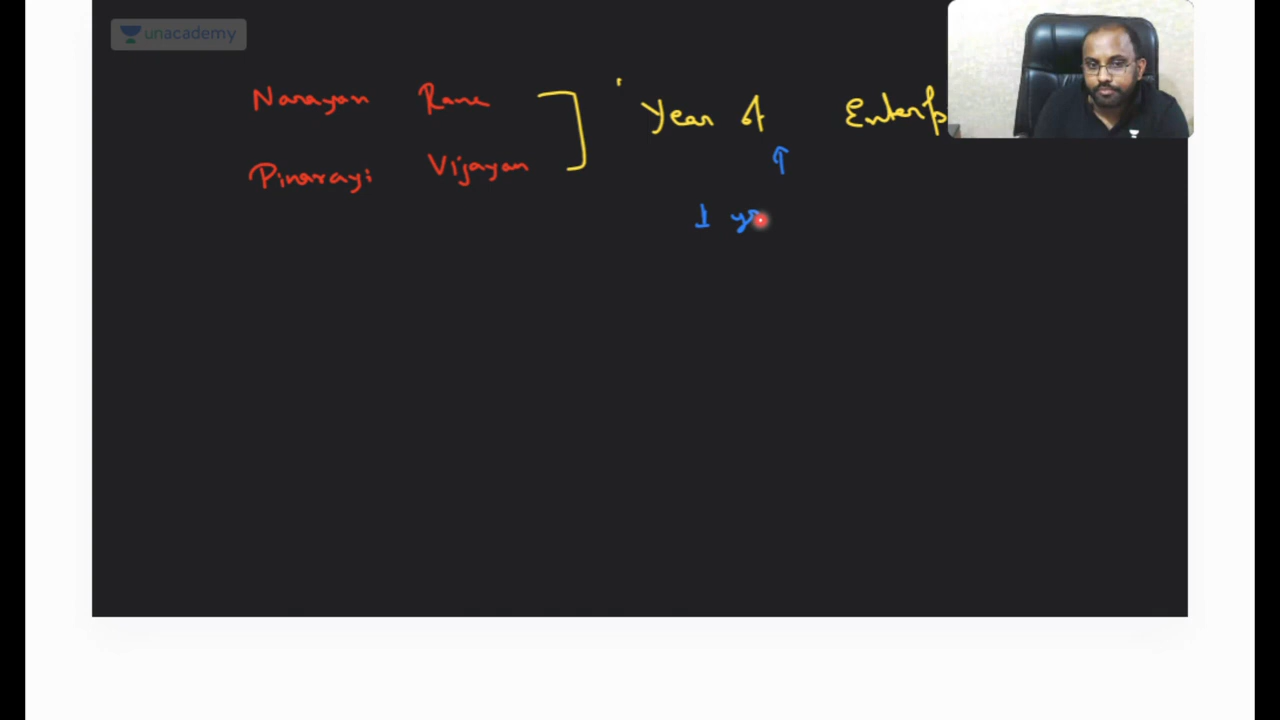 unacademy
Narayan Rane
Year of Enterp
Pinarayi Vijayan
1 yr